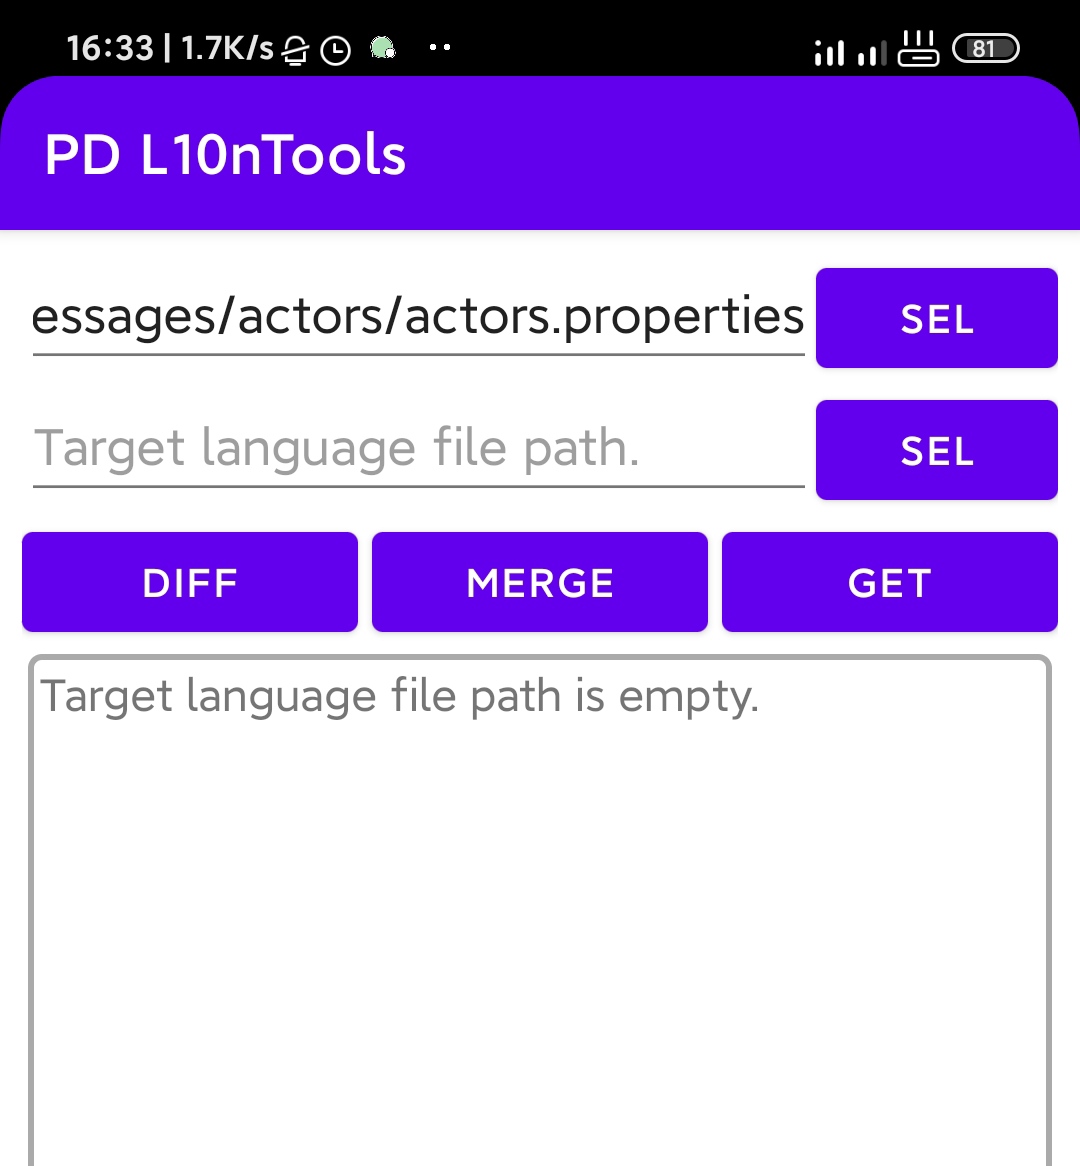 16:33 | 1.7K/s
81
PD L10nTools
essages/actors/actors.properties
SEL
Target language file path.
SEL
DIFF
MERGE
GET
Target language file path is empty.